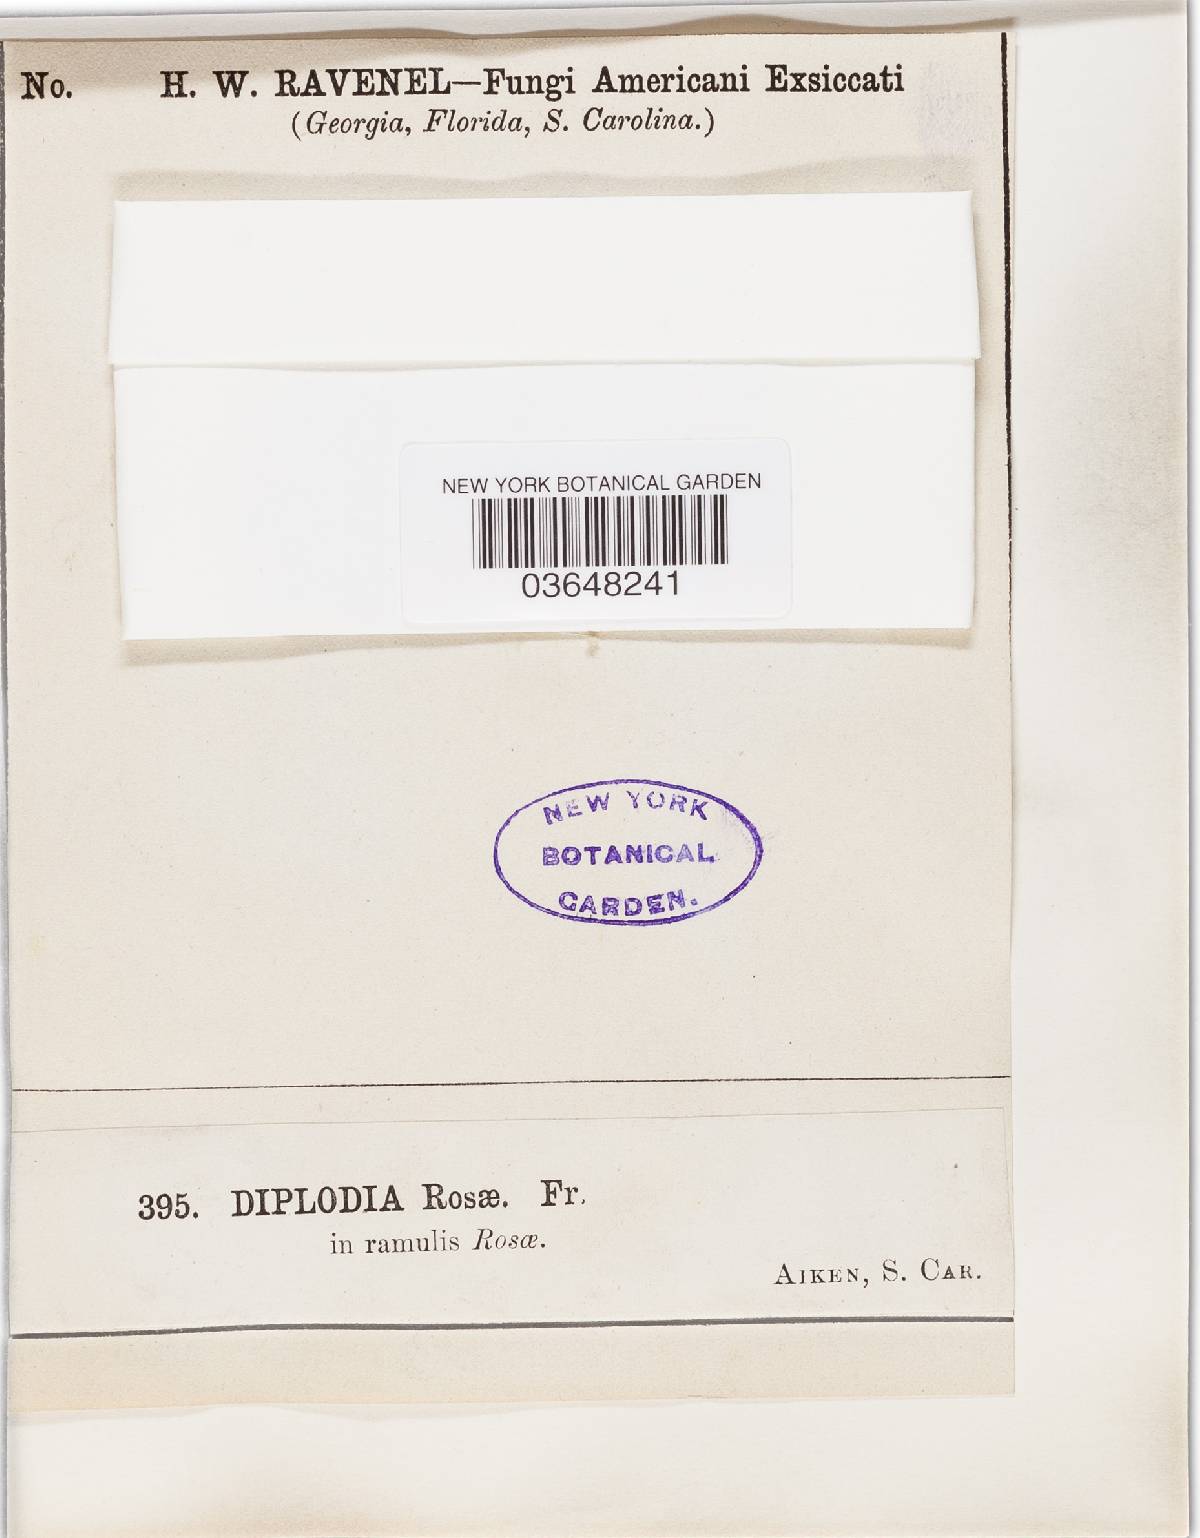 No. H. W. RAVENEL—Fungi Americani Exsiccati
(Georgia, Florida, S. Carolina.)
NEW YORK BOTANICAL GARDEN
03648241
NEW YORK
BOTANICAL
GARDEN.
395. DIPLODIA Rosæ. Fr.
in ramulis Rosæ.
AIKEN, S. CAR.